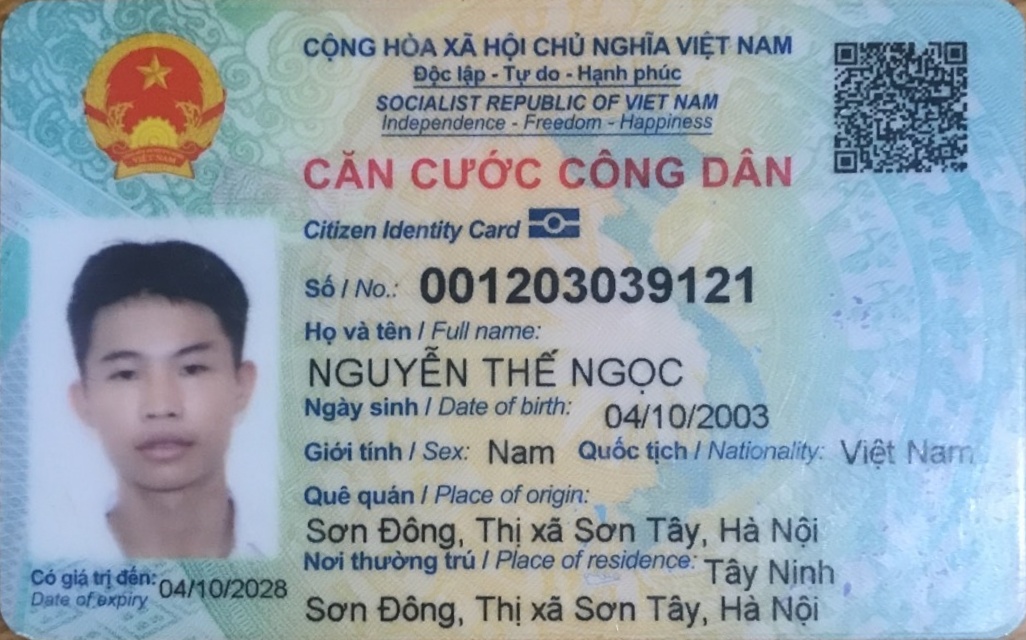 CỘNG HÒA XÃ HỘI CHỦ NGHĨA VIỆT NAM
Độc lập - Tự do - Hạnh phúc
SOCIALIST REPUBLIC OF VIET NAM
Independence - Freedom - Happiness
CĂN CƯỚC CÔNG DÂN
Citizen Identity Card
Số / No.: 001203039121
Họ và tên / Full name:
NGUYỄN THẾ NGỌC
Ngày sinh / Date of birth: 04/10/2003
Giới tính / Sex: Nam Quốc tịch / Nationality: Việt Nam
Quê quán / Place of origin:
Sơn Đông, Thị xã Sơn Tây, Hà Nội
Nơi thường trú / Place of residence: Tây Ninh
Sơn Đông, Thị xã Sơn Tây, Hà Nội
Có giá trị đến: 04/10/2028
Date of expiry
VIỆT NAM